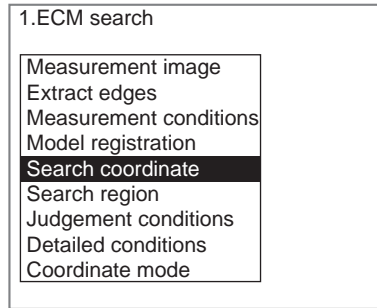 1.ECM search
Measurement image
Extract edges
Measurement conditions
Model registration
Search coordinate
Search region
Judgement conditions
Detailed conditions
Coordinate mode